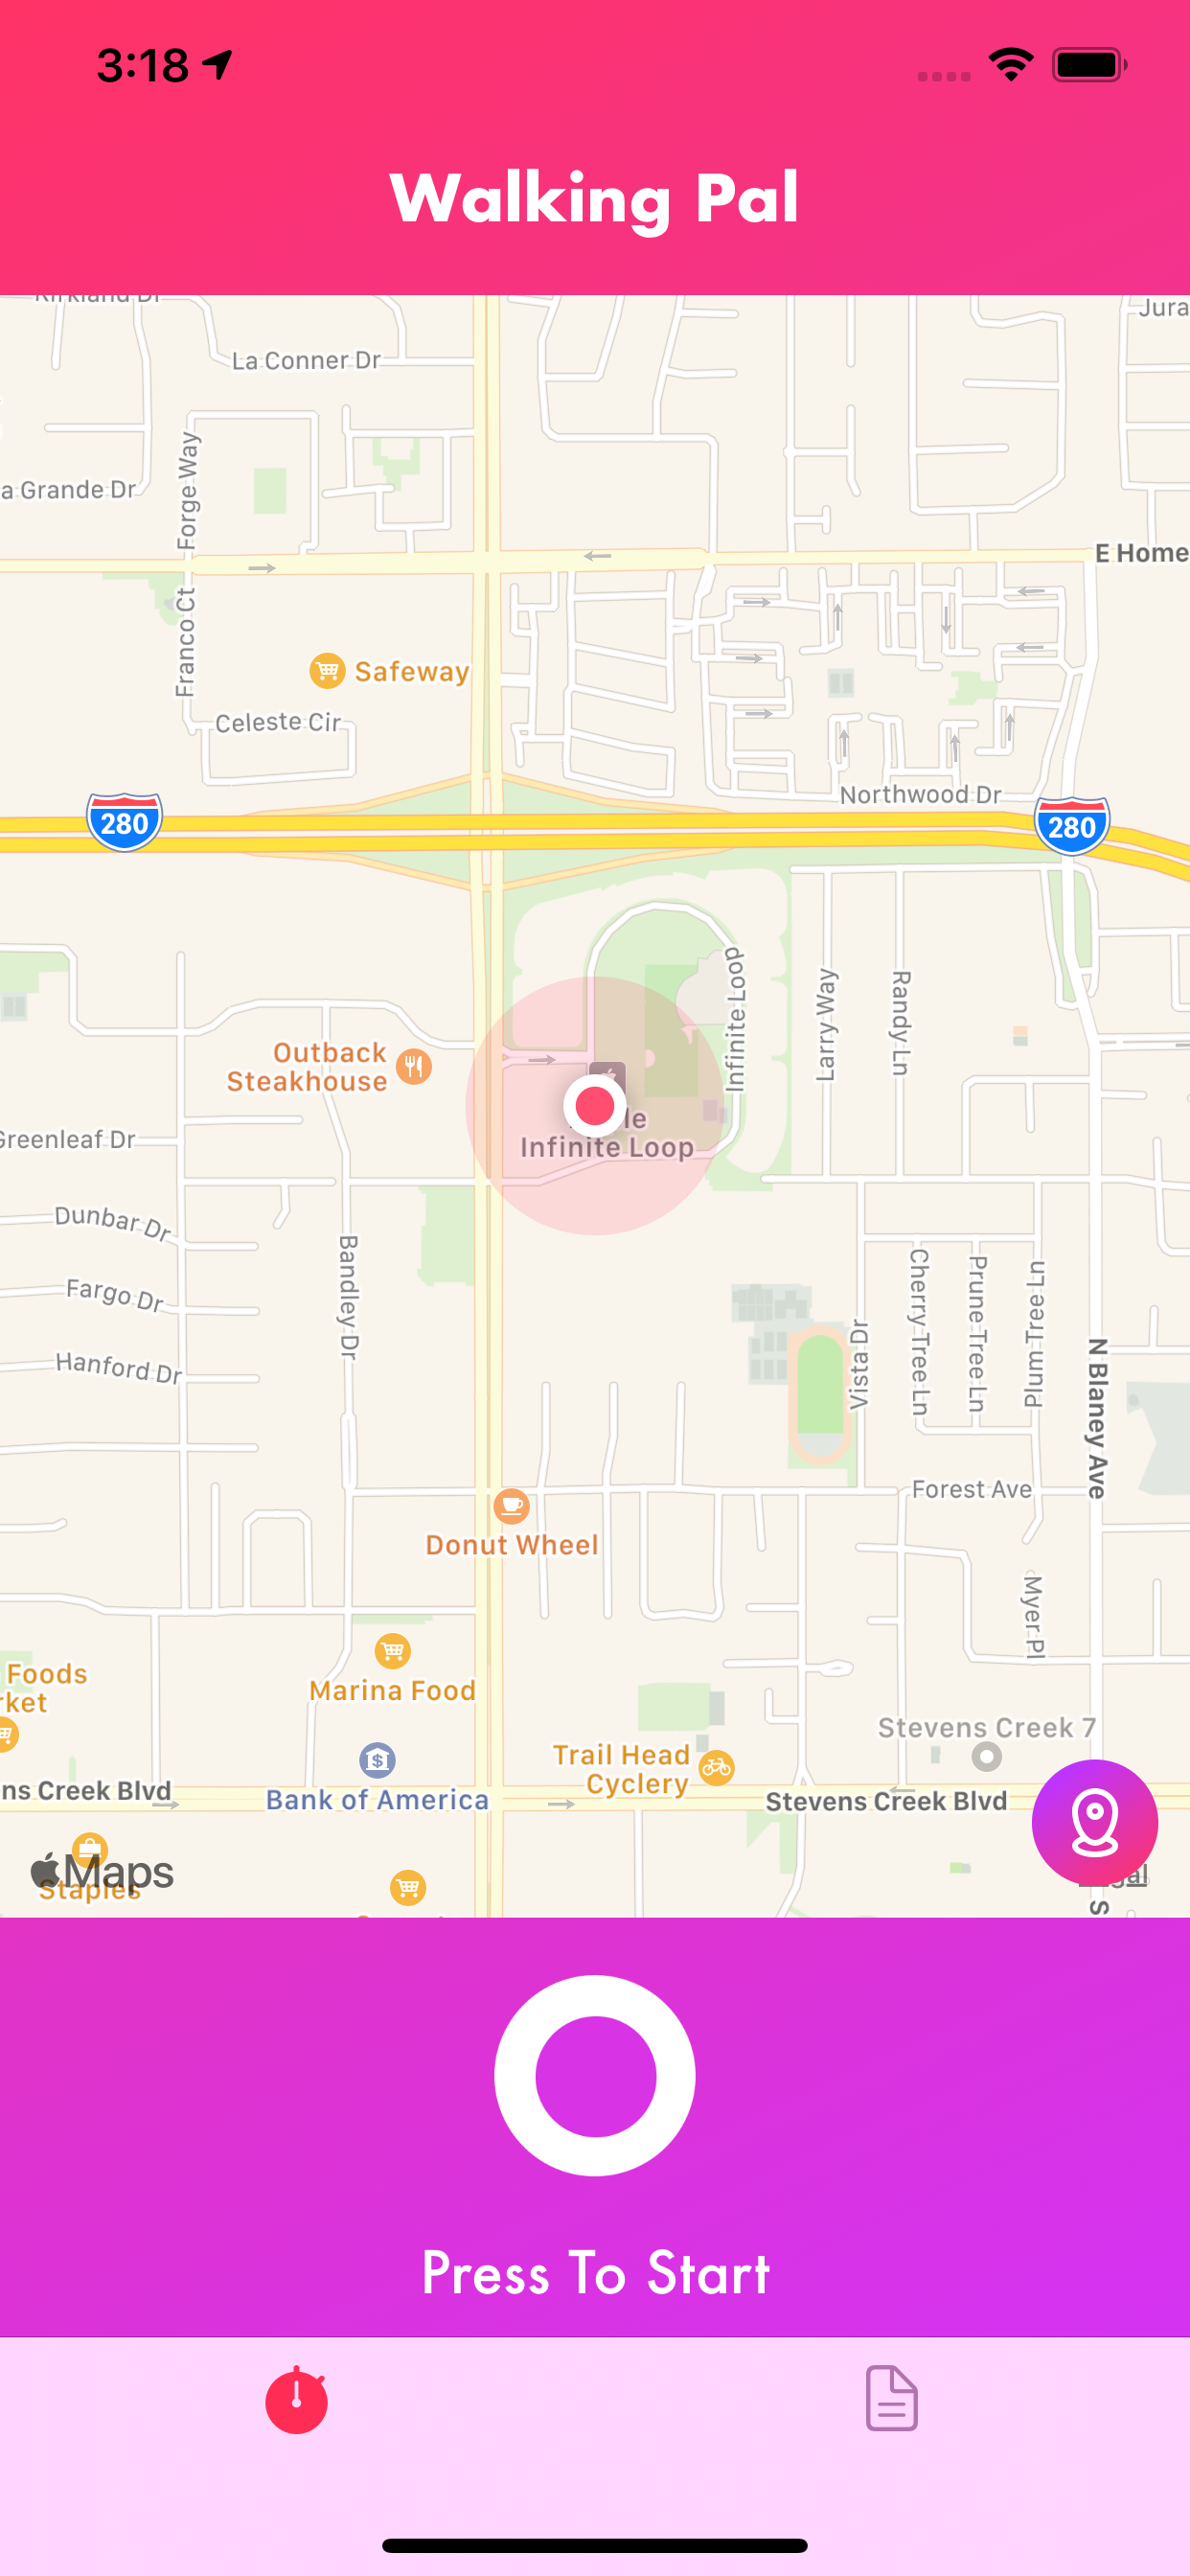 3:18
Walking Pal
Kirkland Dr
Jura
La Conner Dr
Forge Way
a Grande Dr
E Home
Franco Ct
Safeway
Celeste Cir
Northwood Dr
280
280
Infinite Loop
Larry Way
Randy Ln
Outback
Steakhouse
le
Infinite Loop
Greenleaf Dr
Dunbar Dr
Bandley Dr
Fargo Dr
Hanford Dr
Cherry Tree Ln
Prune Tree Ln
Plum Tree Ln
Vista Dr
N Blaney Ave
Forest Ave
Donut Wheel
Myer Pl
Foods
rket
Marina Food
Stevens Creek 7
Trail Head
Cyclery
ns Creek Blvd
Bank of America
$
Stevens Creek Blvd
Maps
Staples
gal
S
Press To Start